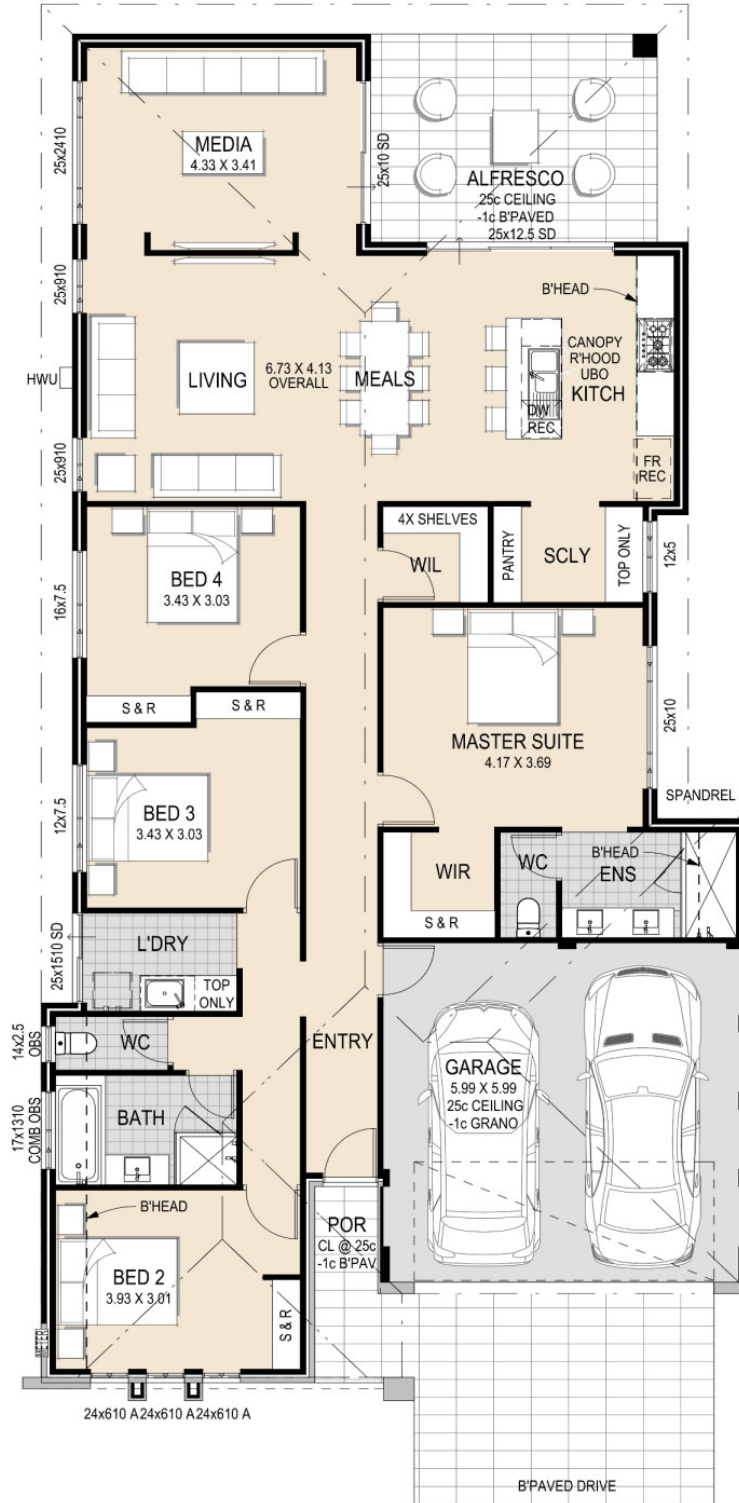 25x2410
MEDIA
4.33 X 3.41
25x10 SD
ALFRESCO
25c CEILING
-1c B'PAVED
25x12.5 SD
25x910
B'HEAD
HWU
LIVING
6.73 X 4.13
OVERALL
MEALS
CANOPY
R'HOOD
UBO
KITCH
DW
REC
25x910
FR
REC
4X SHELVES
WIL
PANTRY
SCLY
TOP ONLY
12x5
16x7.5
BED 4
3.43 X 3.03
S & R
S & R
25x10
MASTER SUITE
4.17 X 3.69
SPANDREL
12x7.5
BED 3
3.43 X 3.03
WIR
S & R
WC
B'HEAD
ENS
25x1510 SD
L'DRY
TOP
ONLY
14x2.5
OBS
WC
ENTRY
GARAGE
5.99 X 5.99
25c CEILING
-1c GRANO
17x1310
COMB OBS
BATH
B'HEAD
BED 2
3.93 X 3.01
S & R
POR
CL @ 25c
-1c B'PAV
METER
24x610 A
24x610 A
24x610 A
B'PAVED DRIVE